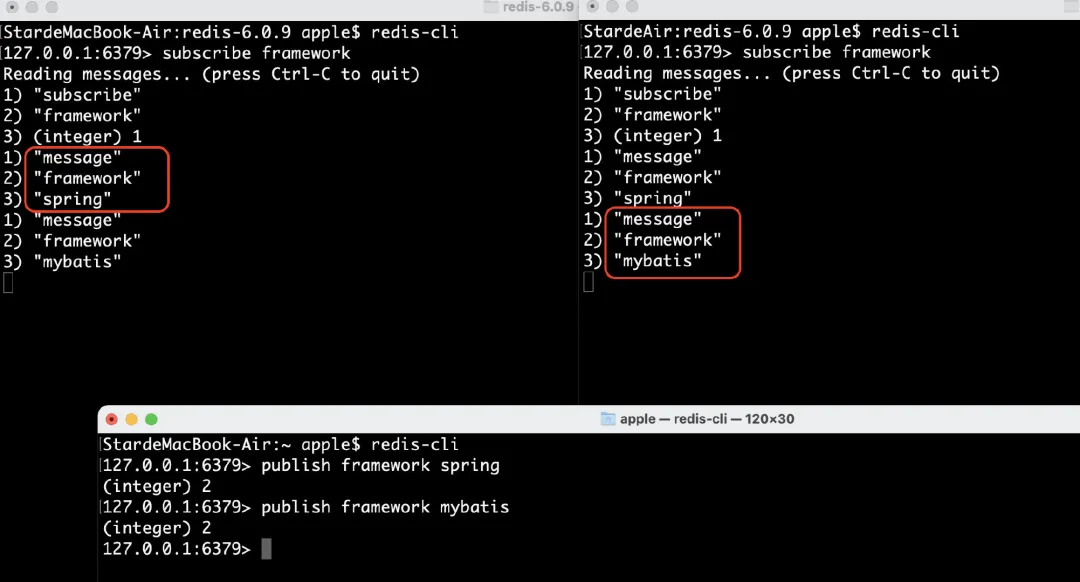 redis-6.0.9
StardeMacBook-Air:redis-6.0.9 apple$ redis-cli
[127.0.0.1:6379> subscribe framework
Reading messages... (press Ctrl-C to quit)
1) "subscribe"
2) "framework"
3) (integer) 1
1) "message"
2) "framework"
3) "spring"
1) "message"
2) "framework"
3) "mybatis"
[StardeAir:redis-6.0.9 apple$ redis-cli
127.0.0.1:6379> subscribe framework
Reading messages... (press Ctrl-C to quit)
1) "subscribe"
2) "framework"
3) (integer) 1
1) "message"
2) "framework"
3) "spring"
1) "message"
2) "framework"
3) "mybatis"
apple — redis-cli — 120×30
[StardeMacBook-Air:~ apple$ redis-cli
[127.0.0.1:6379> publish framework spring
(integer) 2
[127.0.0.1:6379> publish framework mybatis
(integer) 2
127.0.0.1:6379>